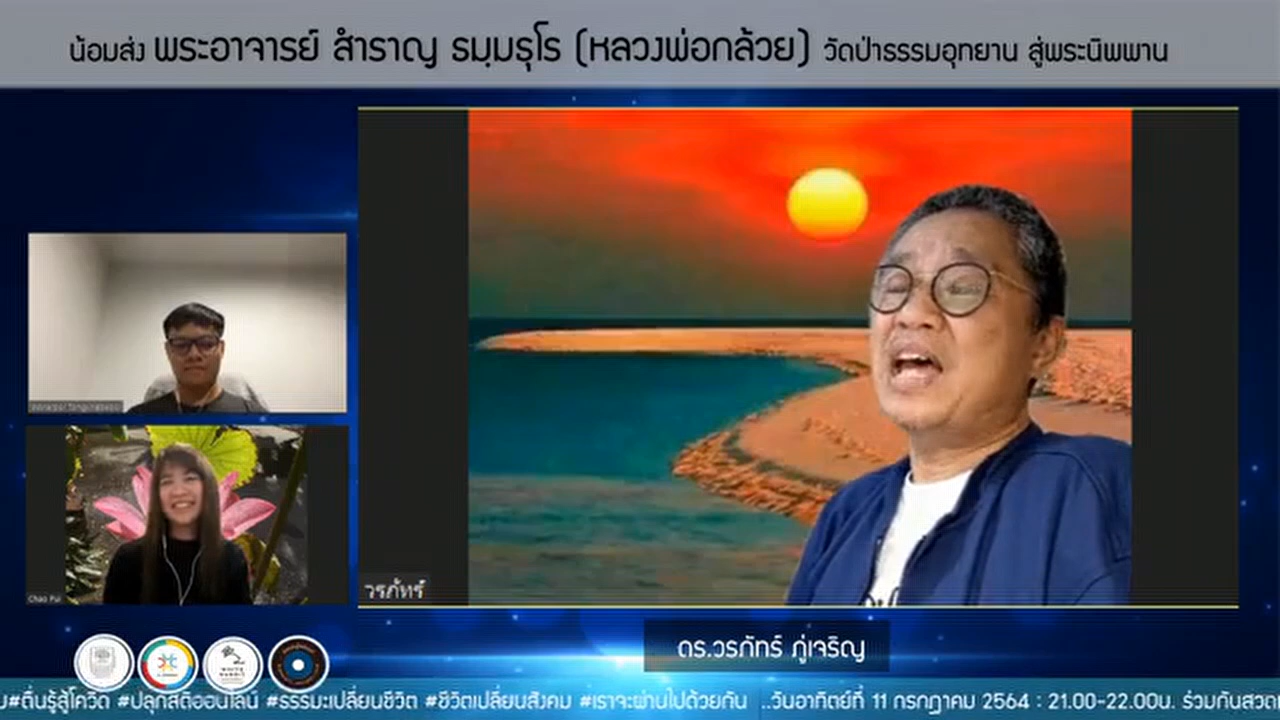 น้อมส่ง พระอาจารย์ สำราญ ธมฺมธุโร (หลวงพ่อกล้วย) วัดป่าธรรมอุทยาน สู่พระนิพพาน
Chao Pui
วรภัทร์
ดร.วรภัทร์ ภู่เจริญ
#ตื่นรู้สู้โควิด #ปลุกสติออนไลน์ #ธรรมะเปลี่ยนชีวิต #ชีวิตเปลี่ยนสังคม #เราจะผ่านไปด้วยกัน ..วันอาทิตย์ที่ 11 กรกฎาคม 2564 : 21.00-22.00น. ร่วมกันสวด